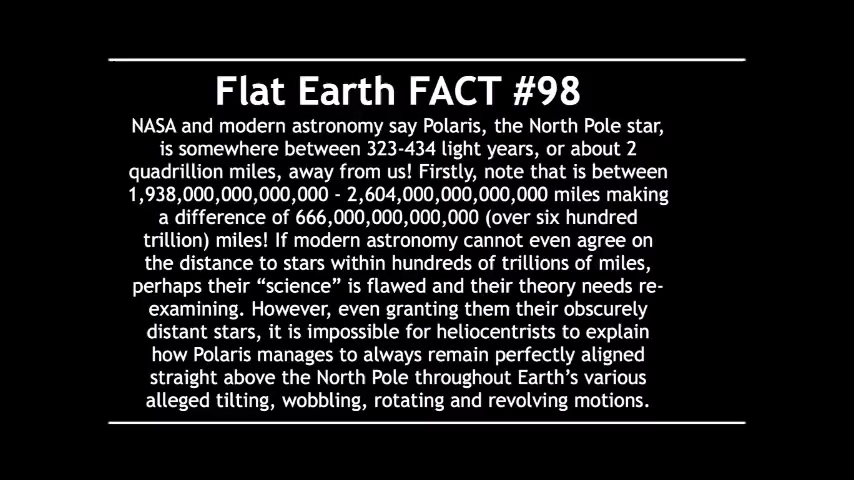 Flat Earth FACT #98
NASA and modern astronomy say Polaris, the North Pole star,
is somewhere between 323-434 light years, or about 2
quadrillion miles, away from us! Firstly, note that is between
1,938,000,000,000,000 - 2,604,000,000,000,000 miles making
a difference of 666,000,000,000,000 (over six hundred
trillion) miles! If modern astronomy cannot even agree on
the distance to stars within hundreds of trillions of miles,
perhaps their “science” is flawed and their theory needs re-
examining. However, even granting them their obscurely
distant stars, it is impossible for heliocentrists to explain
how Polaris manages to always remain perfectly aligned
straight above the North Pole throughout Earth’s various
alleged tilting, wobbling, rotating and revolving motions.